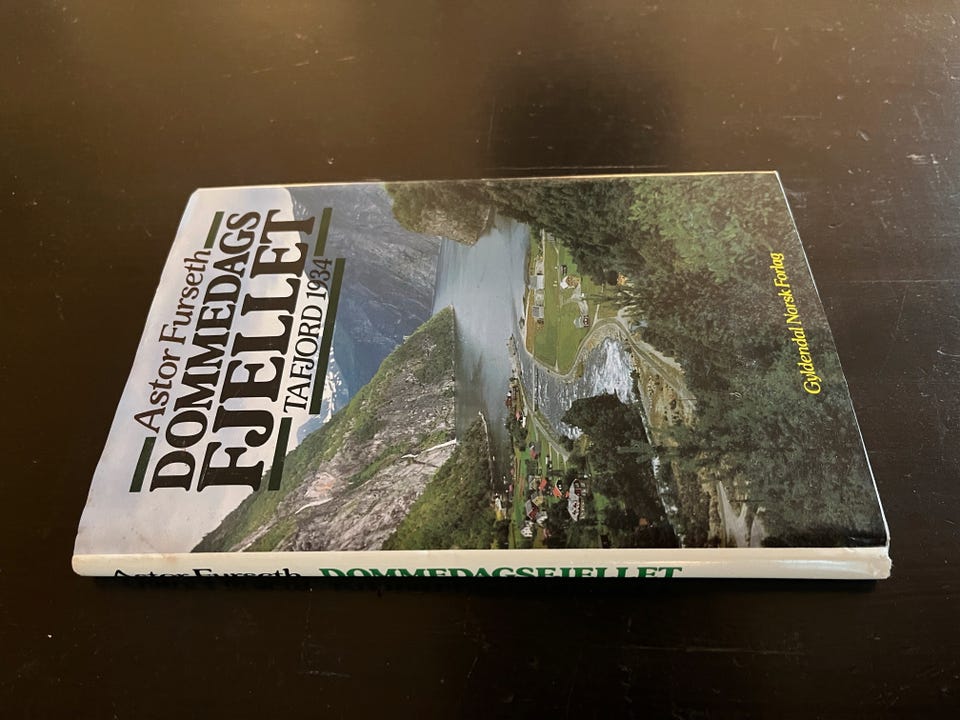 Astor Furseth
DOMMEDAGS
FJELLET
TAFJORD 1934
Gyldendal Norsk Forlag
Astor Furseth DOMMEDAGSFJELLET